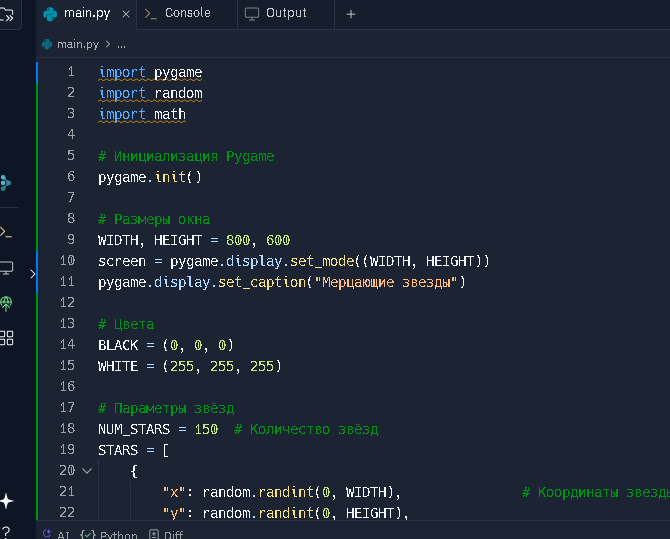 main.py × Console Output +
main.py > ...
1 import pygame
2 import random
3 import math
4
5 # Инициализация Pygame
6 pygame.init()
7
8 # Размеры окна
9 WIDTH, HEIGHT = 800, 600
10 screen = pygame.display.set_mode((WIDTH, HEIGHT))
11 pygame.display.set_caption("Мерцающие звезды")
12
13 # Цвета
14 BLACK = (0, 0, 0)
15 WHITE = (255, 255, 255)
16
17 # Параметры звёзд
18 NUM_STARS = 150  # Количество звёзд
19 STARS = [
20 {
21 "x": random.randint(0, WIDTH), # Координаты звезды
22 "y": random.randint(0, HEIGHT),
AI Python Diff